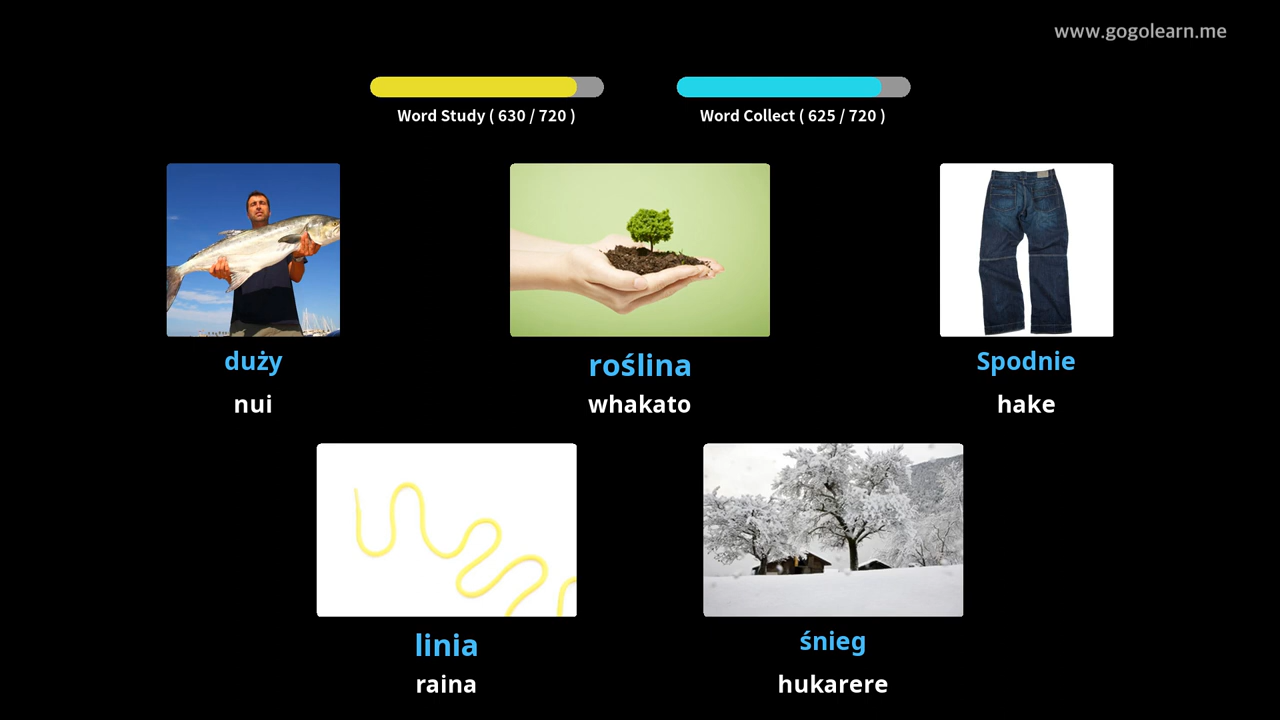 www.gogolearn.me
Word Study ( 630 / 720 )
Word Collect ( 625 / 720 )
duży
roślina
Spodnie
nui
whakato
hake
linia
śnieg
raina
hukarere